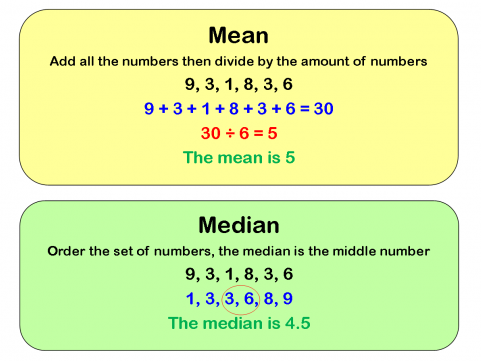 Mean
Add all the numbers then divide by the amount of numbers
9, 3, 1, 8, 3, 6
9 + 3 + 1 + 8 + 3 + 6 = 30
30 ÷ 6 = 5
The mean is 5
Median
Order the set of numbers, the median is the middle number
9, 3, 1, 8, 3, 6
1, 3, 3, 6, 8, 9
The median is 4.5